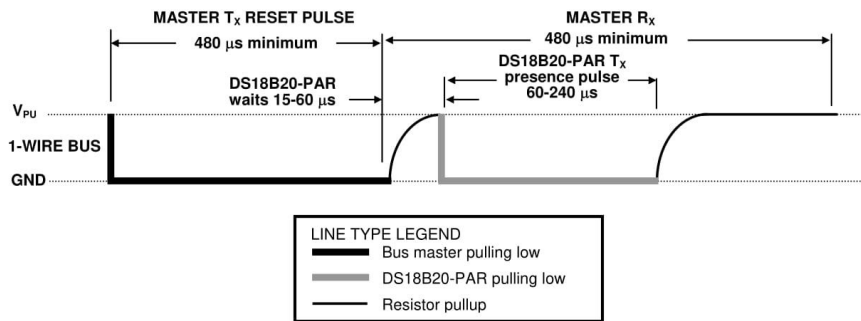 MASTER TX RESET PULSE
480 μs minimum
MASTER RX
480 μs minimum
DS18B20-PAR
waits 15-60 μs
DS18B20-PAR TX
presence pulse
60-240 μs
VPU
1-WIRE BUS
GND
LINE TYPE LEGEND
Bus master pulling low
DS18B20-PAR pulling low
Resistor pullup